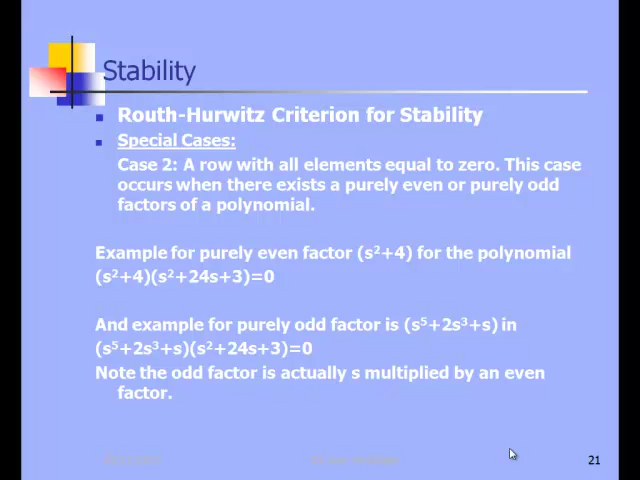 Stability
Routh-Hurwitz Criterion for Stability
Special Cases:
Case 2: A row with all elements equal to zero. This case
occurs when there exists a purely even or purely odd
factors of a polynomial.
Example for purely even factor (s²+4) for the polynomial
(s²+4)(s²+24s+3)=0
And example for purely odd factor is (s⁵+2s³+s) in
(s⁵+2s³+s)(s²+24s+3)=0
Note the odd factor is actually s multiplied by an even
factor.
21